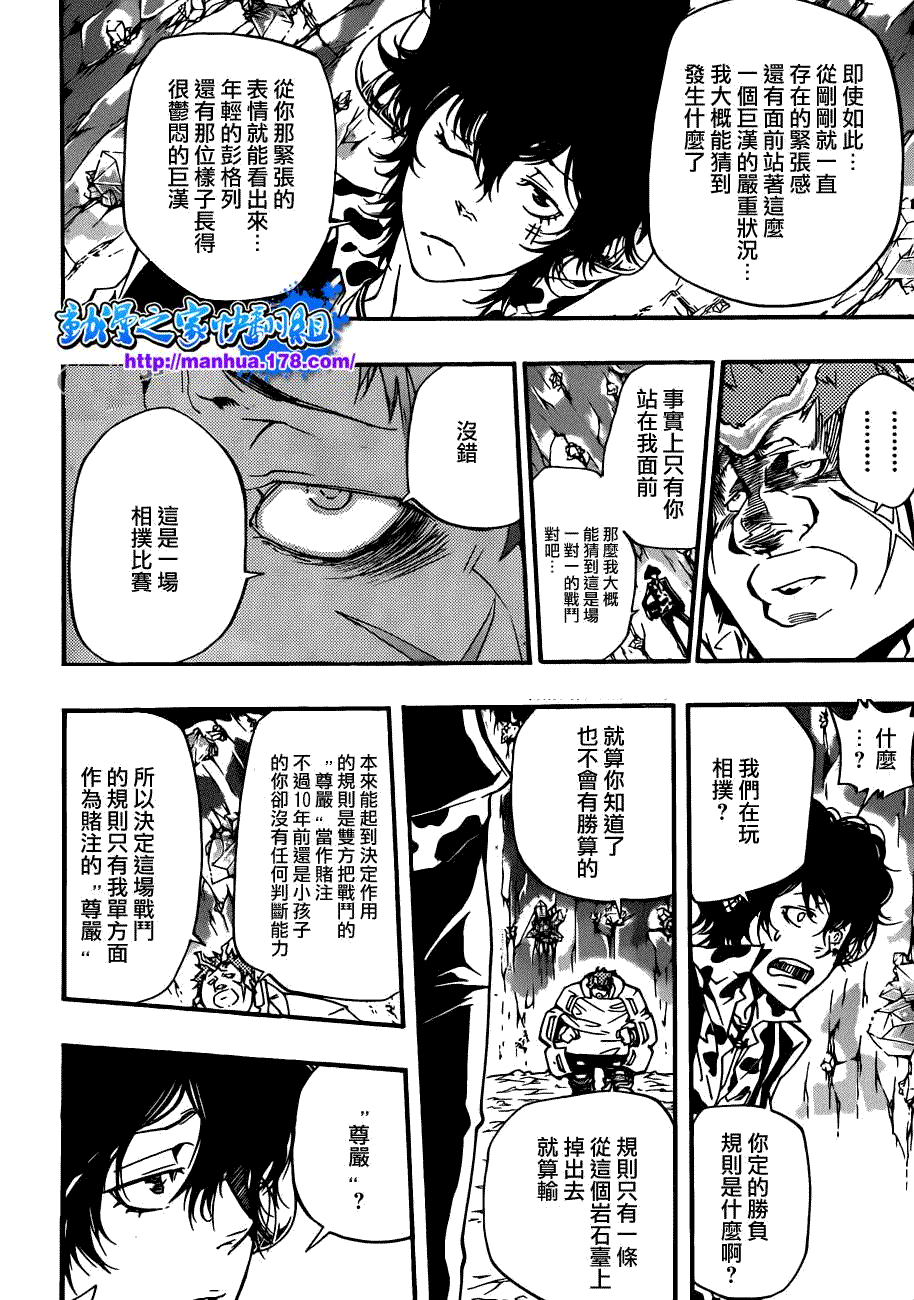 即使如此…
從剛剛就一直
存在的緊張感
還有面前站著這麼
一個巨漢的嚴重狀況…
我大概能猜到
發生什麼了
從你那緊張的
表情就能看出來…
年輕的彭格列
還有那位樣子長得
很鬱悶的巨漢
動漫之家快翻組
http://manhua.178.com/
………
………
事實上只有你
站在我面前
那麼我大概
能猜到這是場
一對一的戰鬥
對吧…
沒錯
這是一場
相撲比賽
什麼
…?
我們在玩
相撲?
你定的勝負
規則是什麼啊?
就算你知道了
也不會有勝算的
規則只有一條
從這個岩石臺上
掉出去
就算輸
本來能起到決定作用
的規則是雙方把戰鬥的
"尊嚴"當作賭注
不過10年前還是小孩子
的你卻沒有任何判斷能力
所以決定這場戰鬥
的規則只有我單方面
作為賭注的"尊嚴"
"尊嚴"?